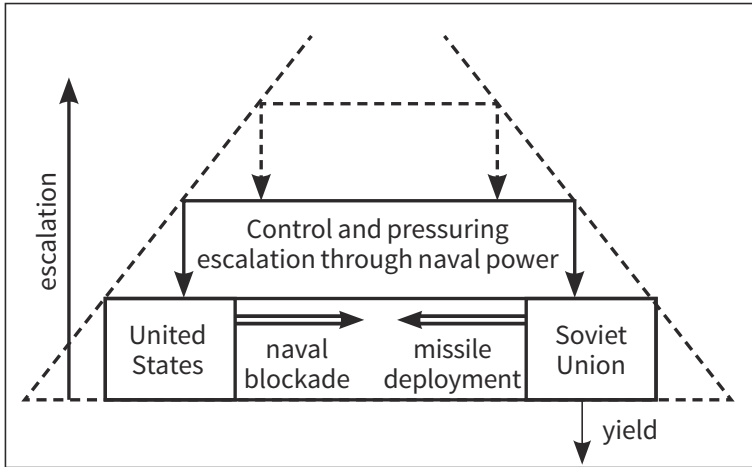 escalation
Control and pressuring
escalation through naval power
United
States
naval
blockade
missile
deployment
Soviet
Union
yield